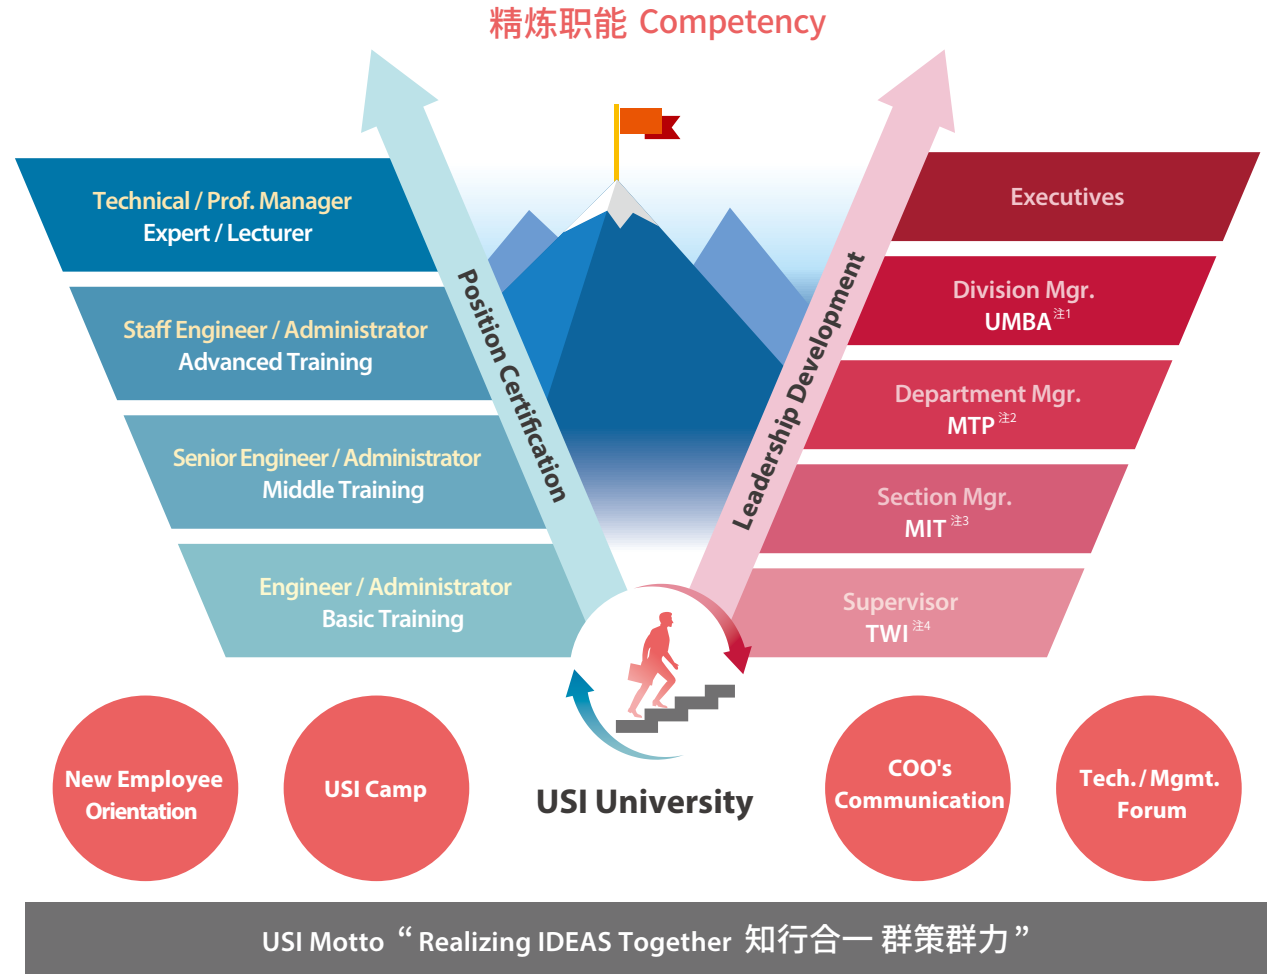 精炼职能 Competency
Technical / Prof. Manager
Expert / Lecturer
Staff Engineer / Administrator
Advanced Training
Senior Engineer / Administrator
Middle Training
Engineer / Administrator
Basic Training
Position Certification
Leadership Development
Executives
Division Mgr.
UMBA 注1
Department Mgr.
MTP 注2
Section Mgr.
MIT 注3
Supervisor
TWI 注4
New Employee
Orientation
USI Camp
USI University
COO's
Communication
Tech. / Mgmt.
Forum
USI Motto “ Realizing IDEAS Together 知行合一 群策群力 ”